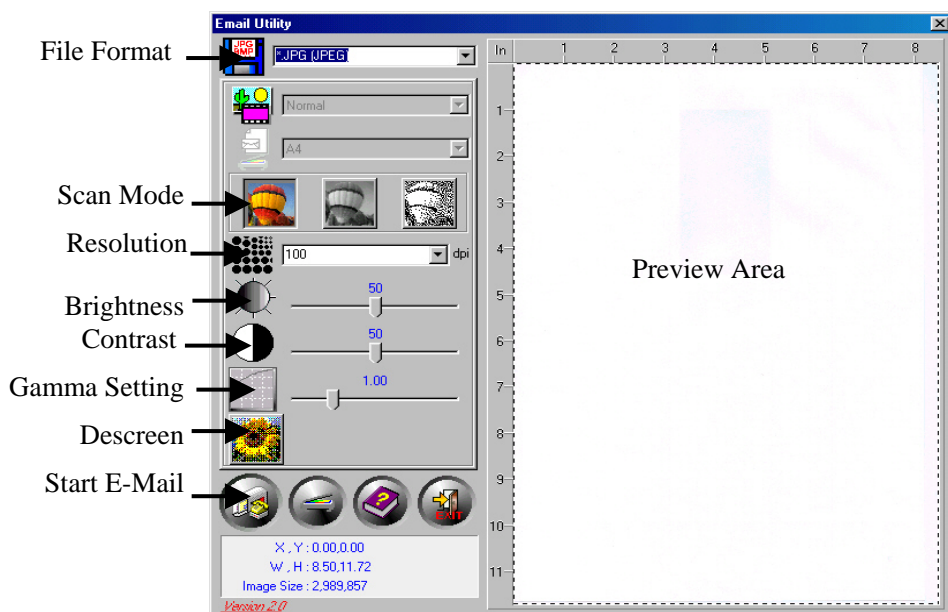 Email Utility
File Format
JPG
BMP
*.JPG (JPEG)
In 1 2 3 4 5 6 7 8
Normal
A4
Scan Mode
Resolution
100 dpi
Brightness
50
Contrast
50
Gamma Setting
1.00
Descreen
Start E-Mail
?
EXIT
X , Y : 0.00,0.00
W , H : 8.50,11.72
Image Size : 2,989,857
Version 2.0
1
2
3
4
Preview Area
5
6
7
8
9
10
11